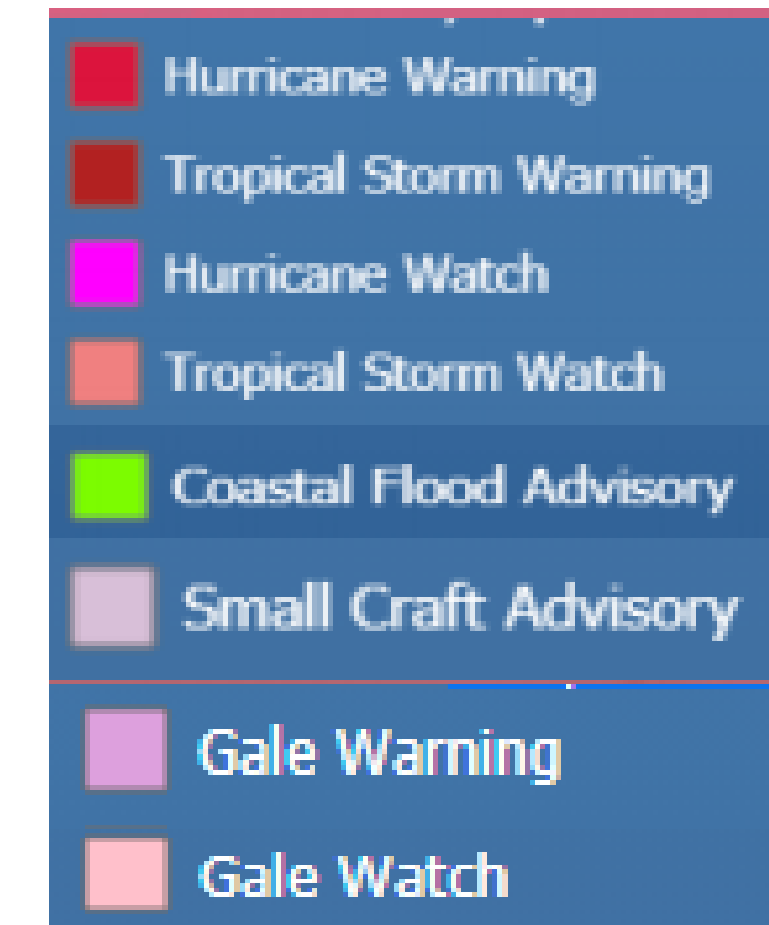 Hurricane Warning
Tropical Storm Warning
Hurricane Watch
Tropical Storm Watch
Coastal Flood Advisory
Small Craft Advisory
Gale Warning
Gale Watch